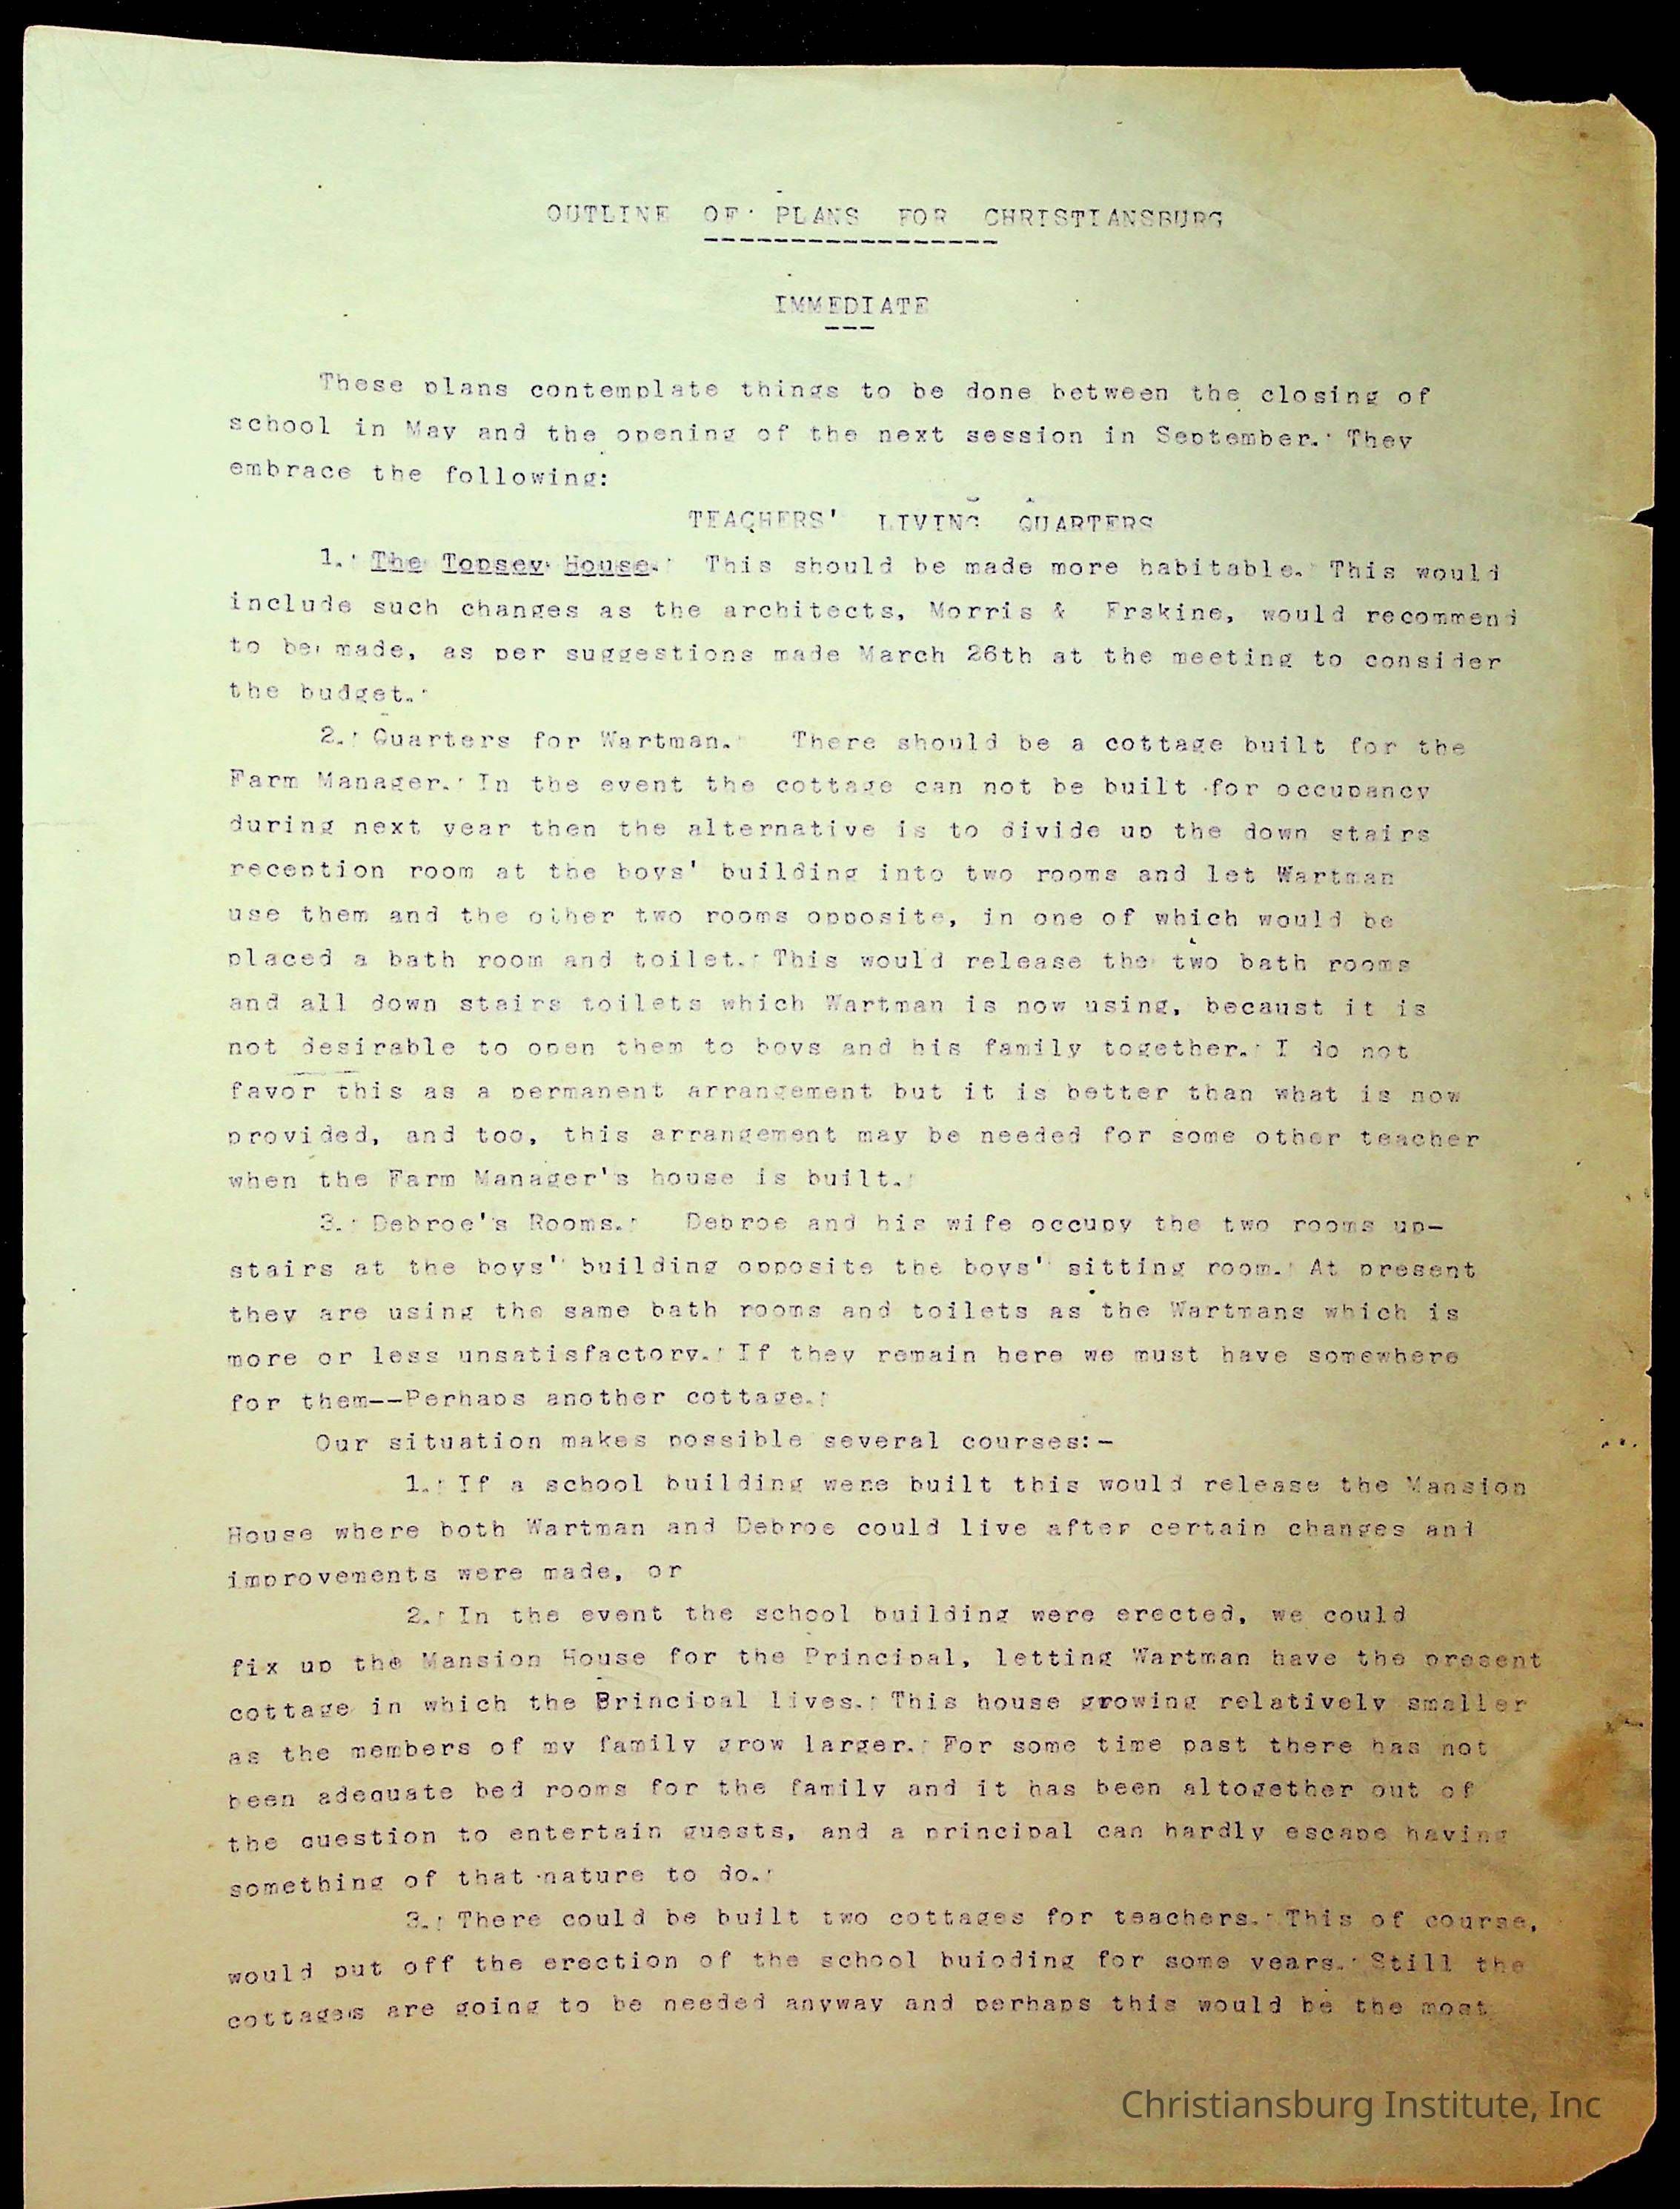 OUTLINE OF PLANS FOR CHRISTIANSBURG
IMMEDIATE
These plans contemplate things to be done between the closing of
school in May and the opening of the next session in September. They
embrace the following:
TEACHERS' LIVING QUARTERS
1. The Topsey House. This should be made more habitable. This would
include such changes as the architects, Morris & Erskine, would recommend
to be made, as per suggestions made March 26th at the meeting to consider
the budget.
2. Quarters for Wartman. There should be a cottage built for the
Farm Manager. In the event the cottage can not be built for occupancy
during next year then the alternative is to divide up the down stairs
reception room at the boys' building into two rooms and let Wartman
use them and the other two rooms opposite, in one of which would be
placed a bath room and toilet. This would release the two bath rooms
and all down stairs toilets which Wartman is now using, becaust it is
not desirable to open them to boys and his family together. I do not
favor this as a permanent arrangement but it is better than what is now
provided, and too, this arrangement may be needed for some other teacher
when the Farm Manager's house is built.
3. Debroe's Rooms. Debroe and his wife occupy the two rooms up-
stairs at the boys' building opposite the boys' sitting room. At present
they are using the same bath rooms and toilets as the Wartmans which is
more or less unsatisfactory. If they remain here we must have somewhere
for them--Perhaps another cottage.
Our situation makes possible several courses:-
1. If a school building were built this would release the Mansion
House where both Wartman and Debroe could live after certain changes and
improvements were made, or
2. In the event the school building were erected, we could
fix up the Mansion House for the Principal, letting Wartman have the present
cottage in which the Brincipal lives. This house growing relatively smaller
as the members of my family grow larger. For some time past there has not
been adequate bed rooms for the family and it has been altogether out of
the question to entertain guests, and a principal can hardly escape having
something of that nature to do.
3. There could be built two cottages for teachers. This of course,
would put off the erection of the school buioding for some years. Still the
cottages are going to be needed anyway and perhaps this would be the most
Christiansburg Institute, Inc